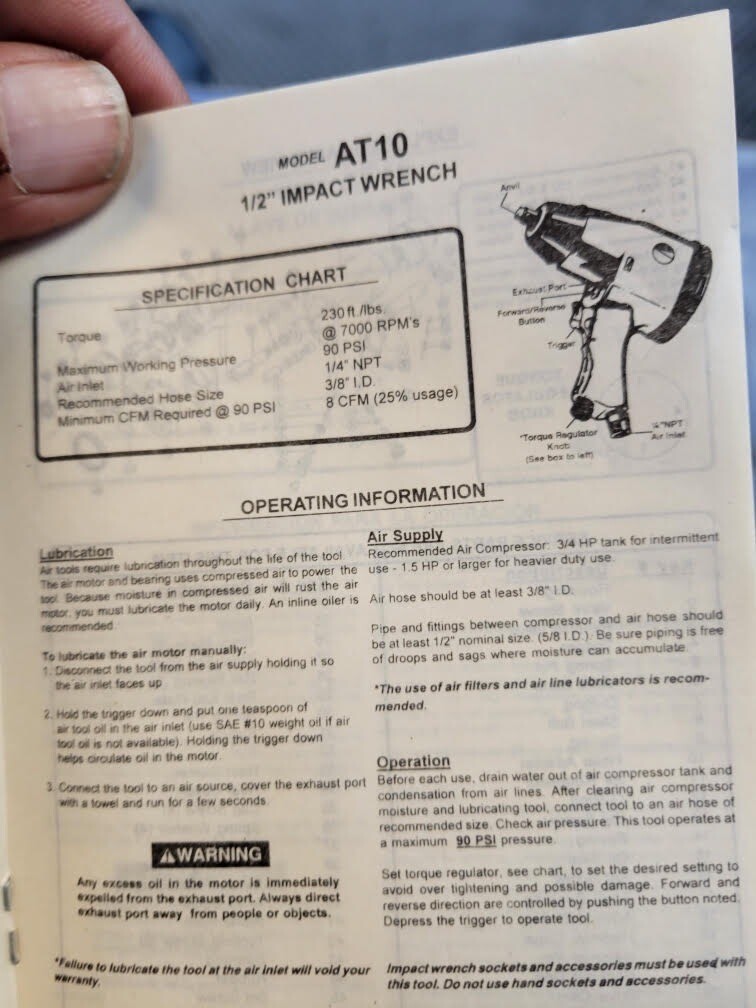 MODEL AT10
1/2" IMPACT WRENCH
SPECIFICATION CHART
Torque
230 ft./lbs.
@ 7000 RPM's
Maximum Working Pressure
90 PSI
Air Inlet
1/4" NPT
Recommended Hose Size
3/8" I.D.
Minimum CFM Required @ 90 PSI
8 CFM (25% usage)
Anvil
Exhaust Port
Forward/Reverse
Button
Trigger
*Torque Regulator
Knob
(See box to left)
¼"NPT
Air Inlet
OPERATING INFORMATION
Lubrication
Air tools require lubrication throughout the life of the tool.
The air motor and bearing uses compressed air to power the
tool. Because moisture in compressed air will rust the air
motor, you must lubricate the motor daily. An inline oiler is
recommended.
To lubricate the air motor manually:
1. Disconnect the tool from the air supply holding it so
the air inlet faces up.
2. Hold the trigger down and put one teaspoon of
air tool oil in the air inlet (use SAE #10 weight oil if air
tool oil is not available). Holding the trigger down
helps circulate oil in the motor.
3. Connect the tool to an air source, cover the exhaust port
with a towel and run for a few seconds.
WARNING
Any excess oil in the motor is immediately
expelled from the exhaust port. Always direct
exhaust port away from people or objects.
*Failure to lubricate the tool at the air inlet will void your
warranty.
Air Supply
Recommended Air Compressor: 3/4 HP tank for intermittent
use - 1.5 HP or larger for heavier duty use.
Air hose should be at least 3/8" I.D.
Pipe and fittings between compressor and air hose should
be at least 1/2" nominal size. (5/8 I.D.). Be sure piping is free
of droops and sags where moisture can accumulate.
*The use of air filters and air line lubricators is recom-
mended.
Operation
Before each use, drain water out of air compressor tank and
condensation from air lines. After clearing air compressor
moisture and lubricating tool, connect tool to an air hose of
recommended size. Check air pressure. This tool operates at
a maximum 90 PSI pressure.
Set torque regulator, see chart, to set the desired setting to
avoid over tightening and possible damage. Forward and
reverse direction are controlled by pushing the button noted.
Depress the trigger to operate tool.
Impact wrench sockets and accessories must be used with
this tool. Do not use hand sockets and accessories.